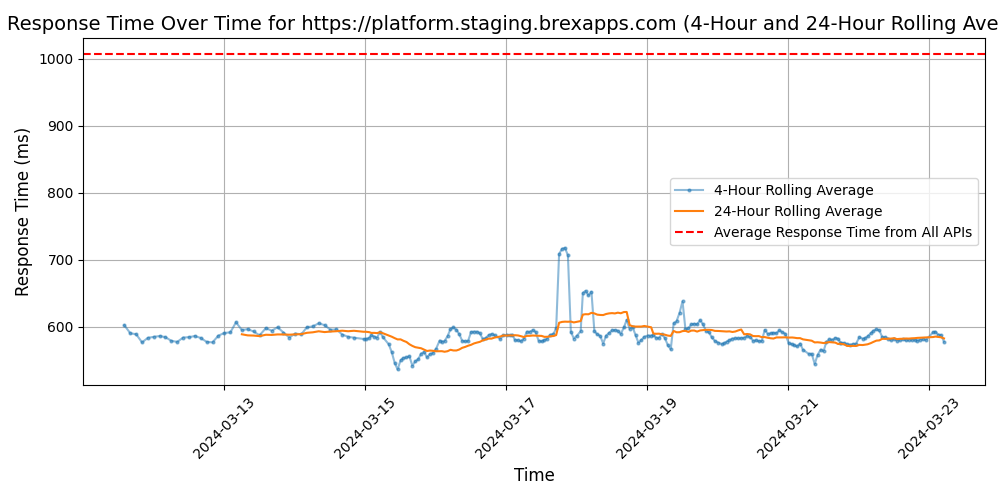 Response Time Over Time for https://platform.staging.brexapps.com (4-Hour and 24-Hour Rolling Ave
1000
900
800
700
600
Response Time (ms)
4-Hour Rolling Average
24-Hour Rolling Average
Average Response Time from All APIs
2024-03-13
2024-03-15
2024-03-17
2024-03-19
2024-03-21
2024-03-23
Time